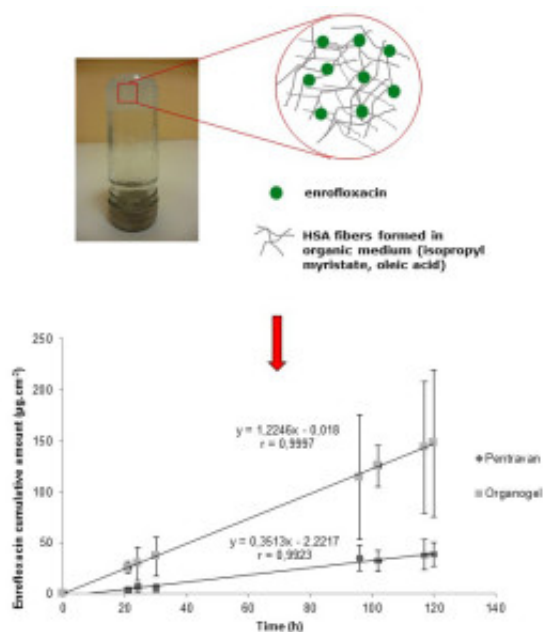 enrofloxacin
HSA fibers formed in
organic medium (isopropyl
myristate, oleic acid)
Enrofloxacin cumulative amount (µg.cm⁻²)
250
200
150
100
50
0
y = 1,2246x - 0,018
r = 0,9997
y = 0,3513x - 2,2217
r = 0,9923
Pentravan
Organogel
0 20 40 60 80 100 120 140
Time (h)